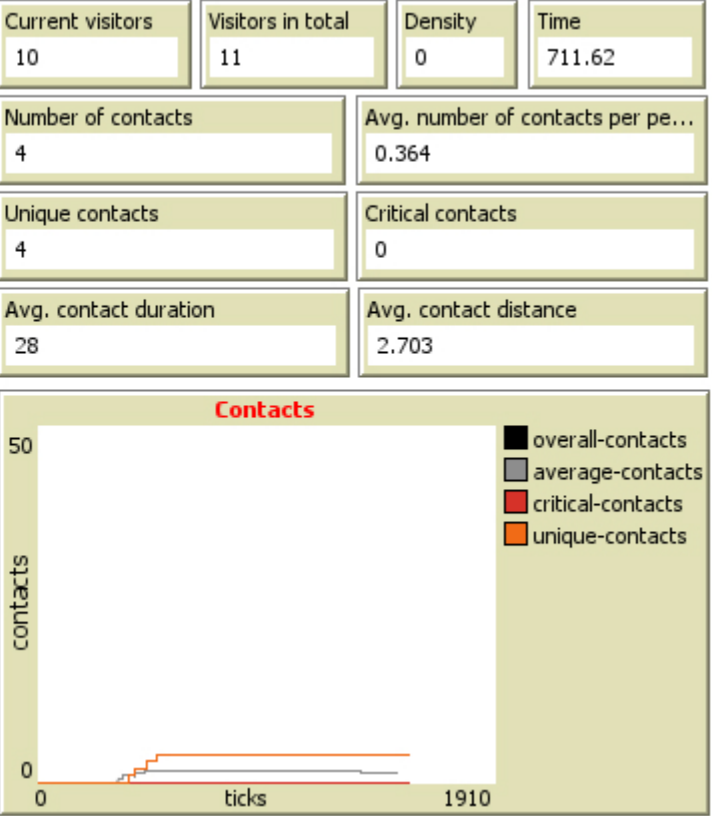 Current visitors
10
Visitors in total
11
Density
0
Time
711.62
Number of contacts
4
Avg. number of contacts per pe...
0.364
Unique contacts
4
Critical contacts
0
Avg. contact duration
28
Avg. contact distance
2.703
Contacts
50
contacts
0
0
ticks
1910
overall-contacts
average-contacts
critical-contacts
unique-contacts